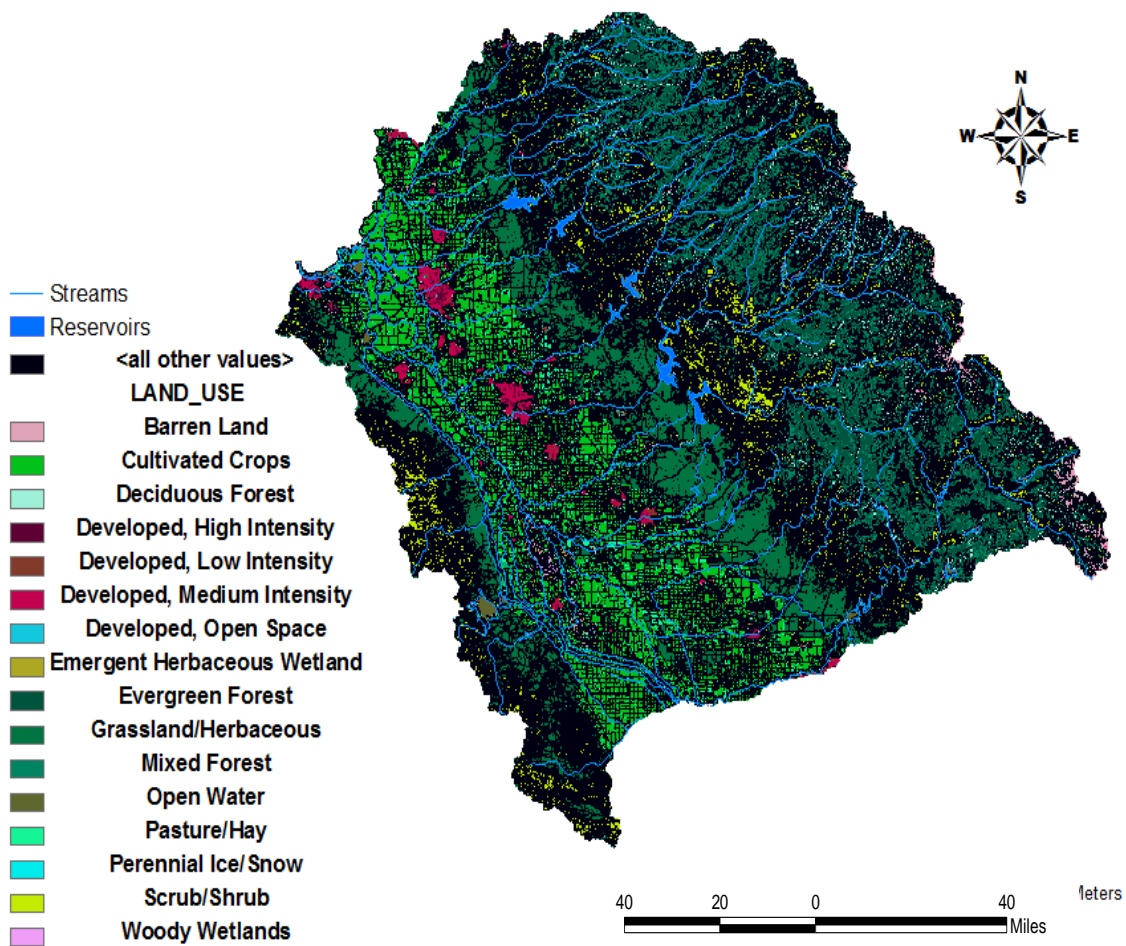 N
W E
S
Streams
Reservoirs
<all other values>
LAND_USE
Barren Land
Cultivated Crops
Deciduous Forest
Developed, High Intensity
Developed, Low Intensity
Developed, Medium Intensity
Developed, Open Space
Emergent Herbaceous Wetland
Evergreen Forest
Grassland/Herbaceous
Mixed Forest
Open Water
Pasture/Hay
Perennial Ice/Snow
Scrub/Shrub
Woody Wetlands
40 20 0 40
Miles